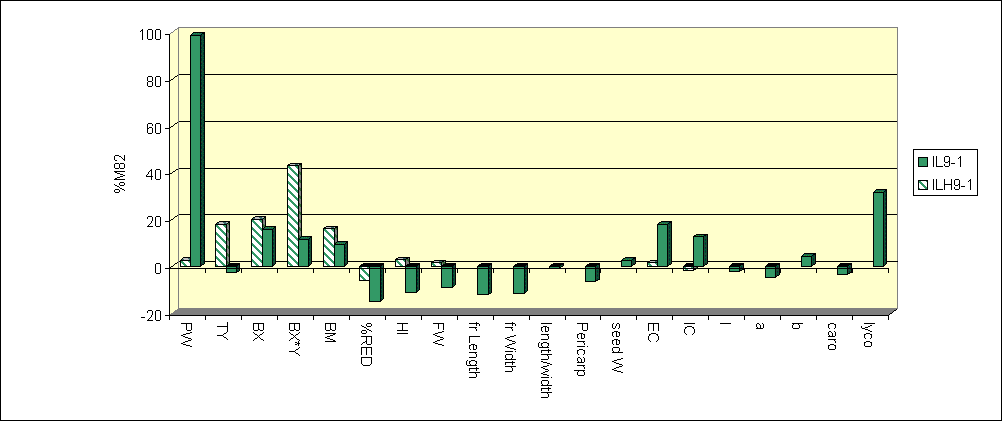 100
80
60
40
20
0
-20
%M82
PW
TY
BX
BX*Y
BM
%RED
HI
FW
fr Length
fr Width
length/width
Pericarp
seed W
EC
IC
l
a
b
caro
lyco
IL9-1
ILH9-1